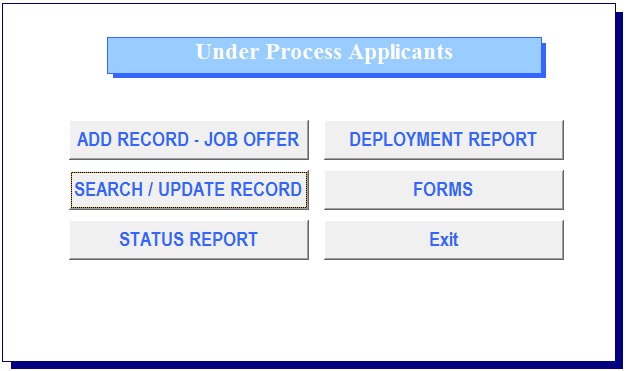 Under Process Applicants
ADD RECORD - JOB OFFER
DEPLOYMENT REPORT
SEARCH / UPDATE RECORD
FORMS
STATUS REPORT
Exit